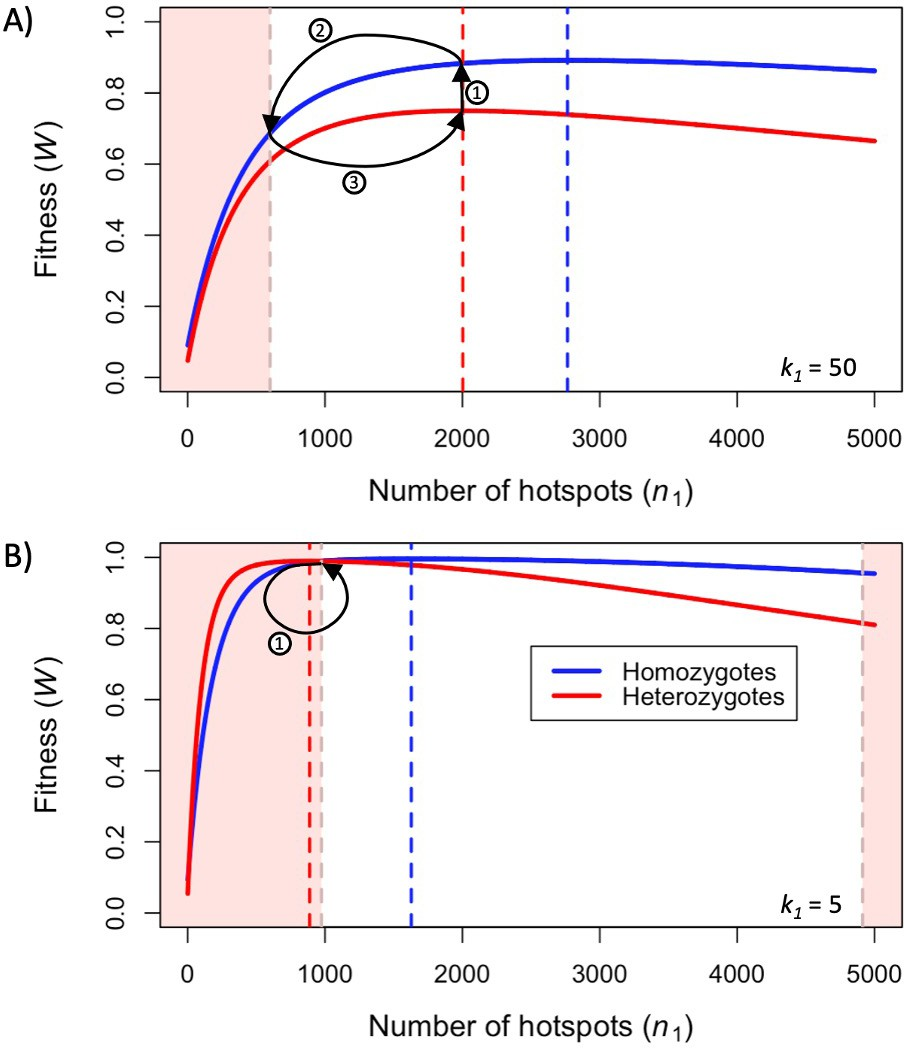 A)
Fitness (W)
1.0
0.8
0.6
0.4
0.2
0.0
②
①
③
k1 = 50
0 1000 2000 3000 4000 5000
Number of hotspots (n1)
B)
Fitness (W)
1.0
0.8
0.6
0.4
0.2
0.0
①
Homozygotes
Heterozygotes
k1 = 5
0 1000 2000 3000 4000 5000
Number of hotspots (n1)